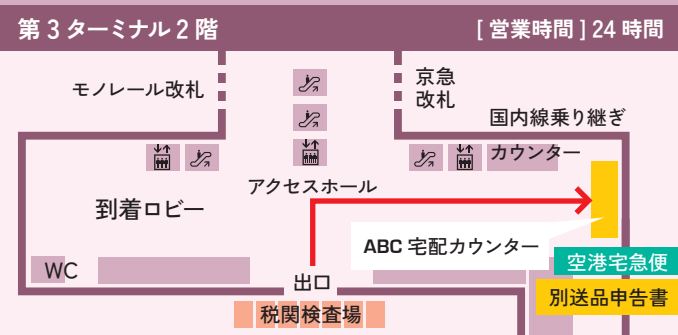 第3ターミナル2階 [営業時間] 24時間
モノレール改札
京急
改札
国内線乗り継ぎ
カウンター
アクセスホール
到着ロビー
ABC 宅配カウンター
WC
空港宅急便
出口
別送品申告書
税関検査場